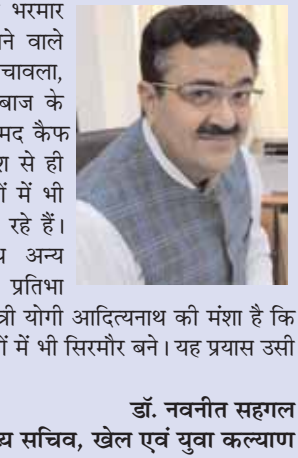 भरमार
ने वाले
चावला,
बाज के
मद कैफ
श से ही
ों में भी
रहे हैं।
अन्य
प्रतिभा
त्री योगी आदित्यनाथ की मंशा है कि
ों में भी सिरमौर बने। यह प्रयास उसी
डॉ. नवनीत सहगल
सचिव, खेल एवं युवा कल्याण